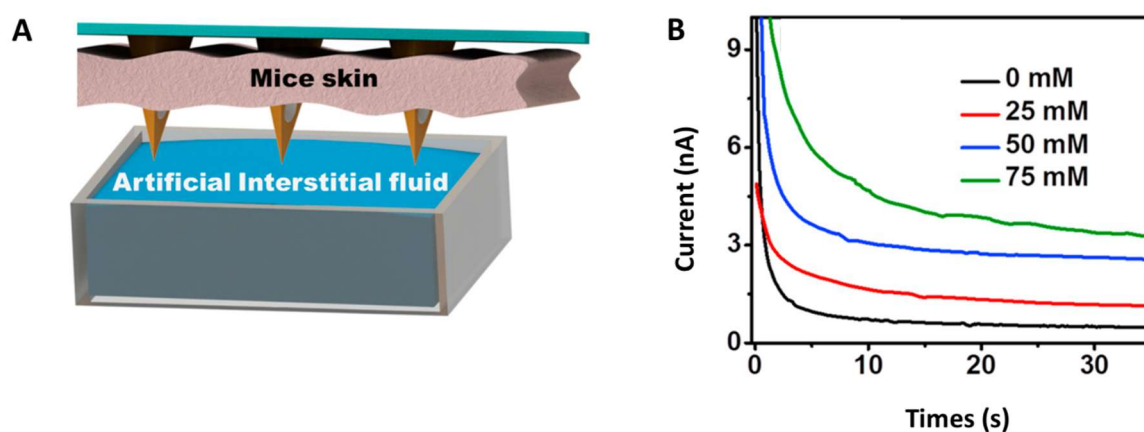 A
Mice skin
Artificial Interstitial fluid
B
Current (nA)
9
6
3
0
0 mM
25 mM
50 mM
75 mM
0
10
20
30
Times (s)